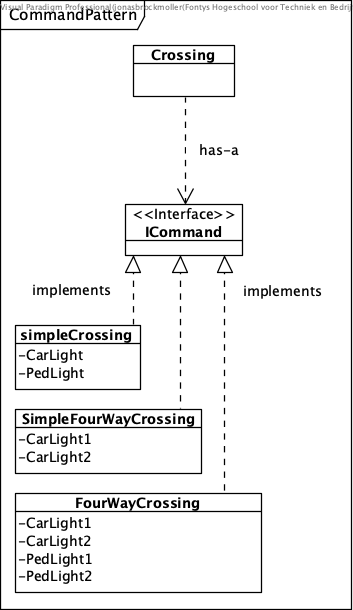 Visual Paradigm Professional(jonasbrockmoller(Fontys Hogeschool voor Techniek en Bedrij
CommandPattern
Crossing
has-a
<<Interface>>
ICommand
implements
implements
simpleCrossing
-CarLight
-PedLight
SimpleFourWayCrossing
-CarLight1
-CarLight2
FourWayCrossing
-CarLight1
-CarLight2
-PedLight1
-PedLight2